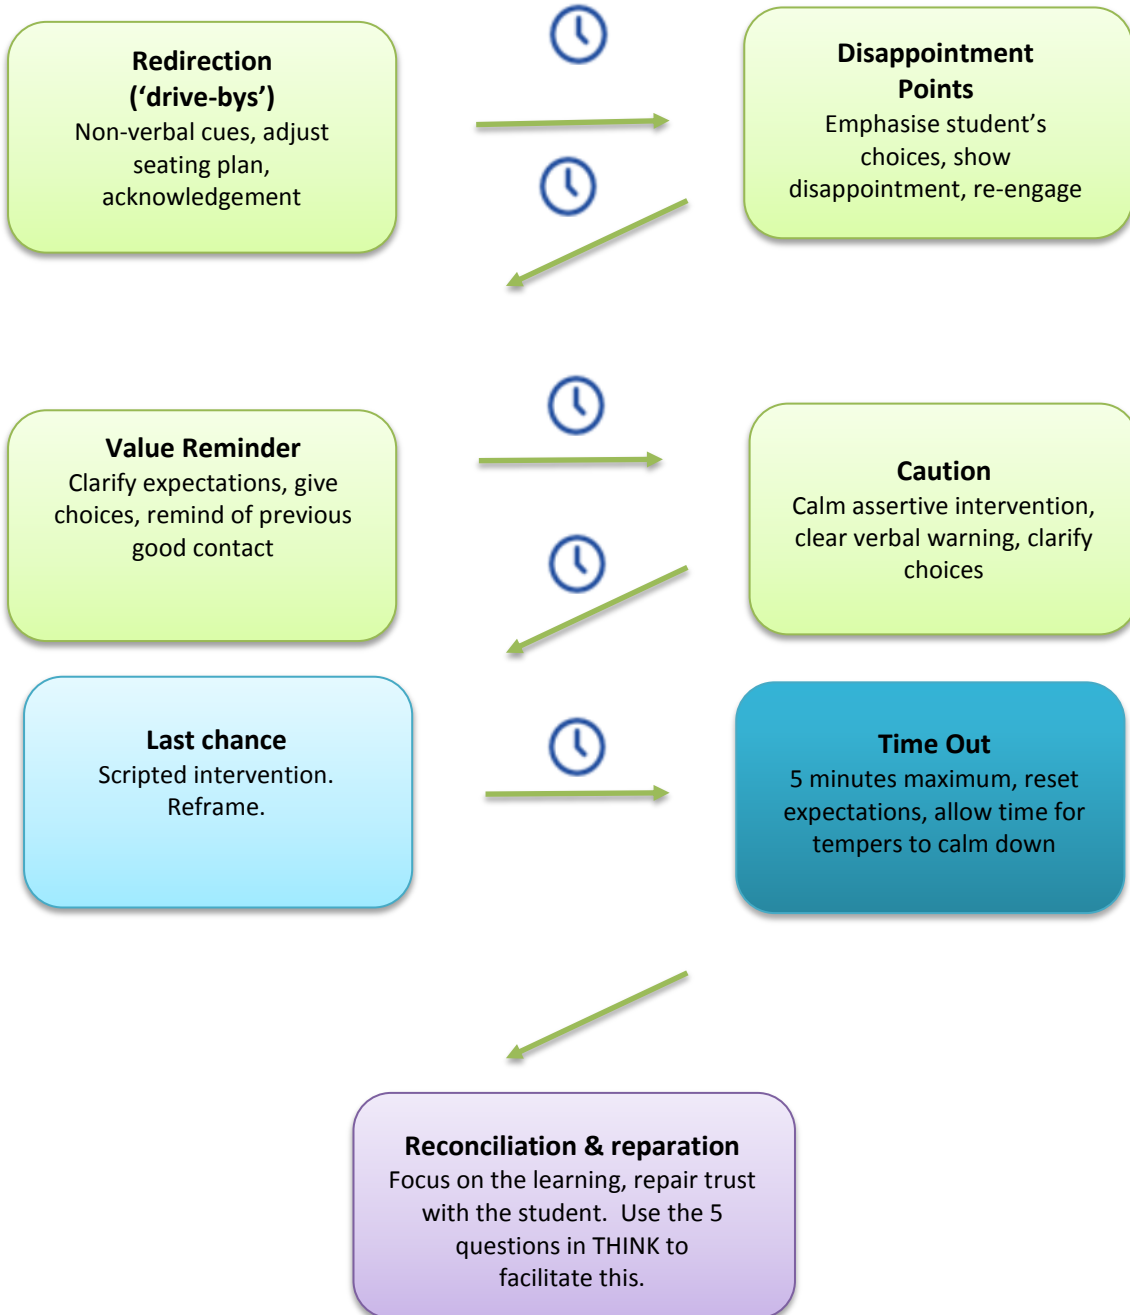 Redirection
(‘drive-bys’)
Non-verbal cues, adjust
seating plan,
acknowledgement
Disappointment
Points
Emphasise student’s
choices, show
disappointment, re-engage
Value Reminder
Clarify expectations, give
choices, remind of previous
good contact
Caution
Calm assertive intervention,
clear verbal warning, clarify
choices
Last chance
Scripted intervention.
Reframe.
Time Out
5 minutes maximum, reset
expectations, allow time for
tempers to calm down
Reconciliation & reparation
Focus on the learning, repair trust
with the student.  Use the 5
questions in THINK to
facilitate this.